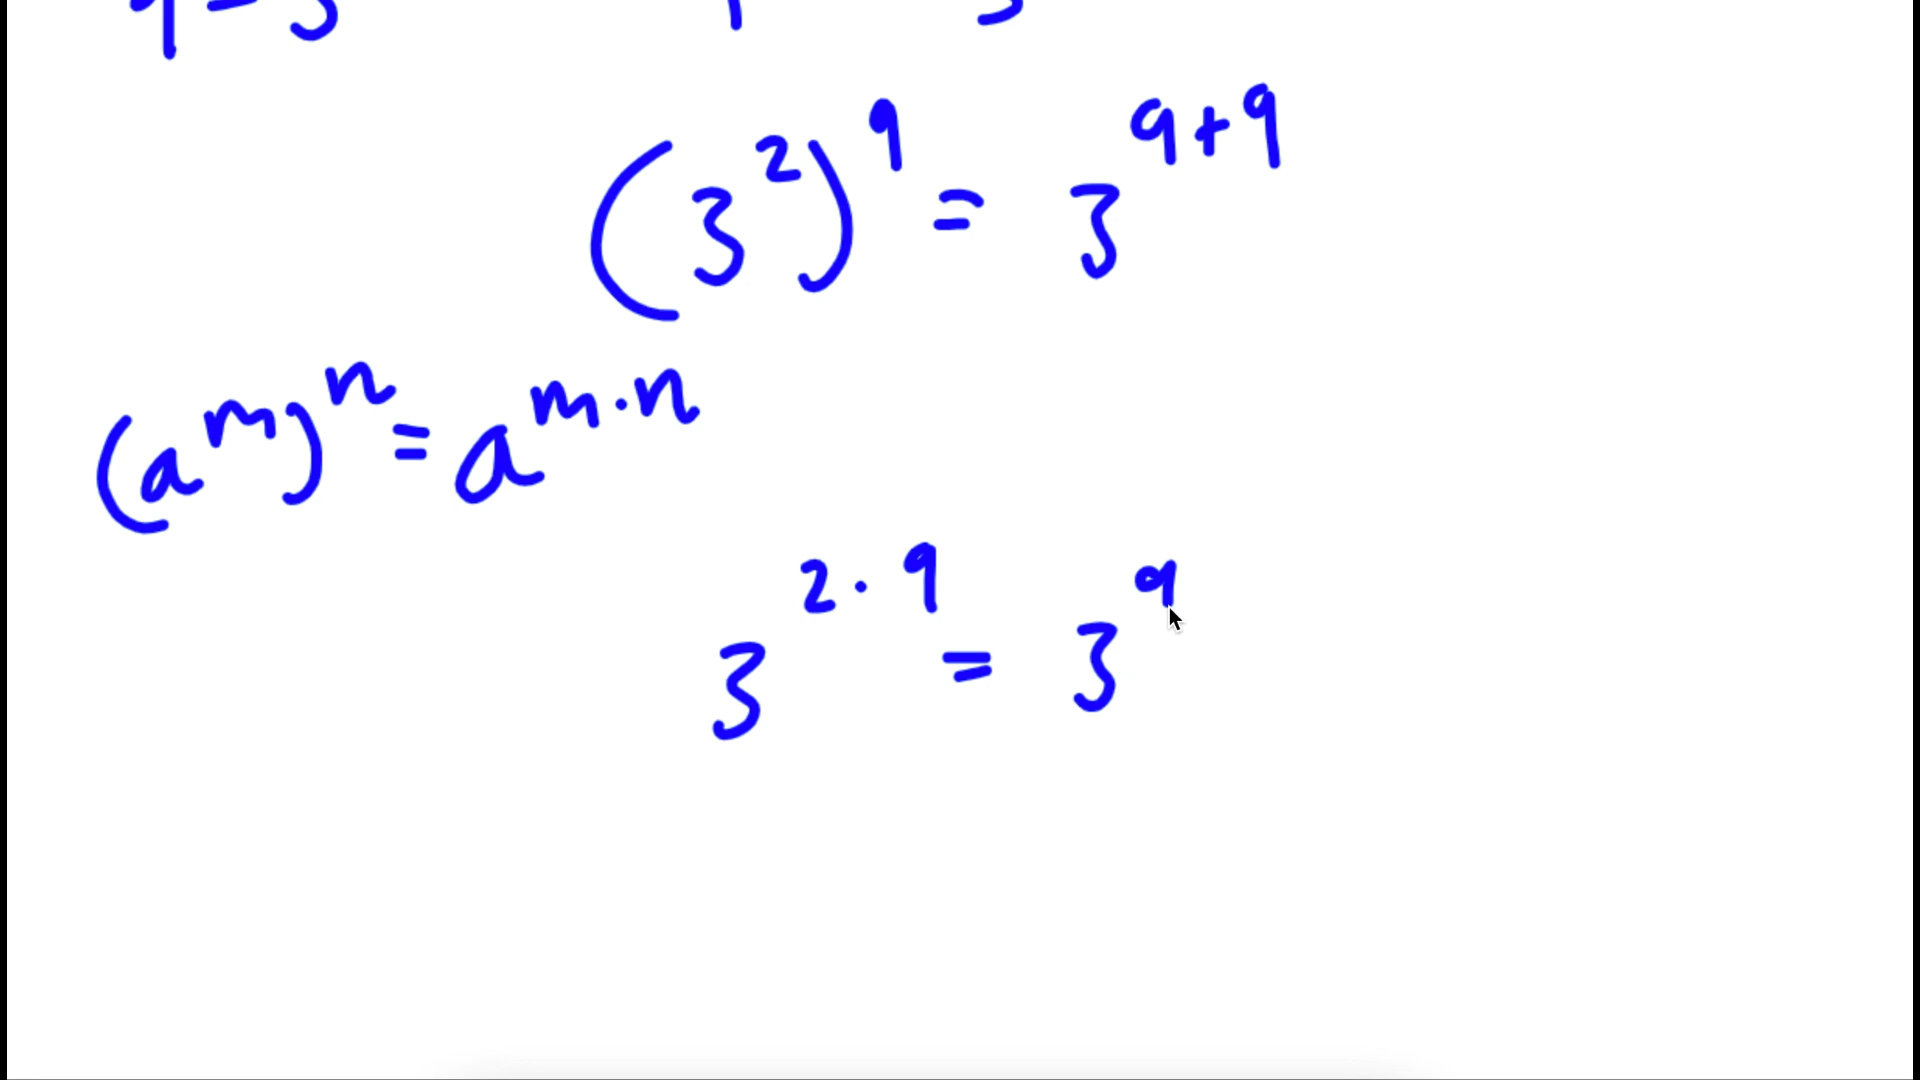 (3²)⁹ = 3⁹⁺⁹
(aᵐ)ⁿ = aᵐ·ⁿ
3²·⁹ = 3⁹